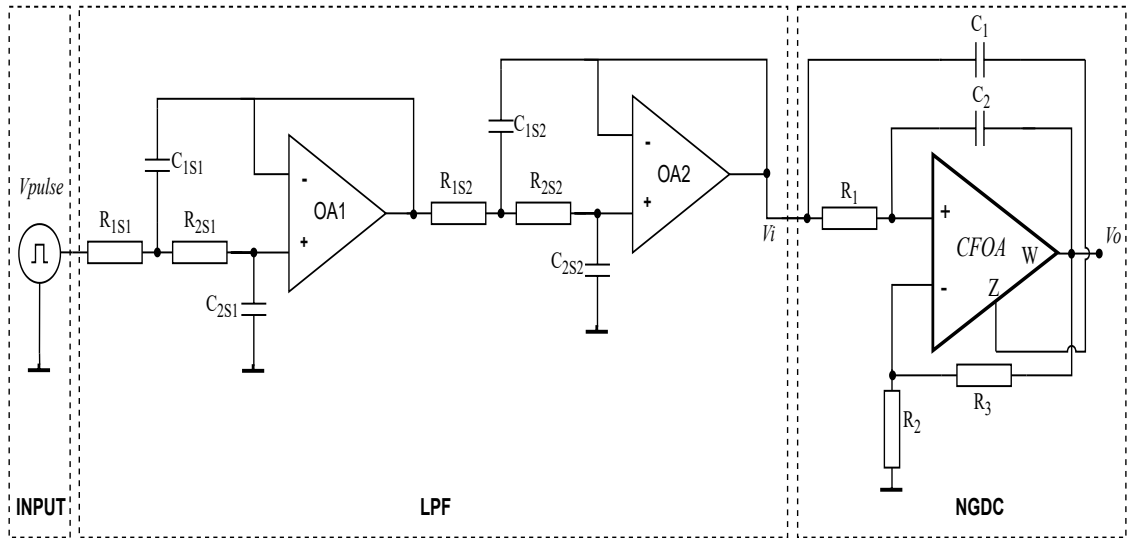 C1
C2
C1S1
C1S2
Vpulse
R1S1
R2S1
-
+
OA1
R1S2
R2S2
-
+
OA2
Vi
R1
+
-
CFOA
W
Z
Vo
C2S1
C2S2
R3
R2
INPUT
LPF
NGDC